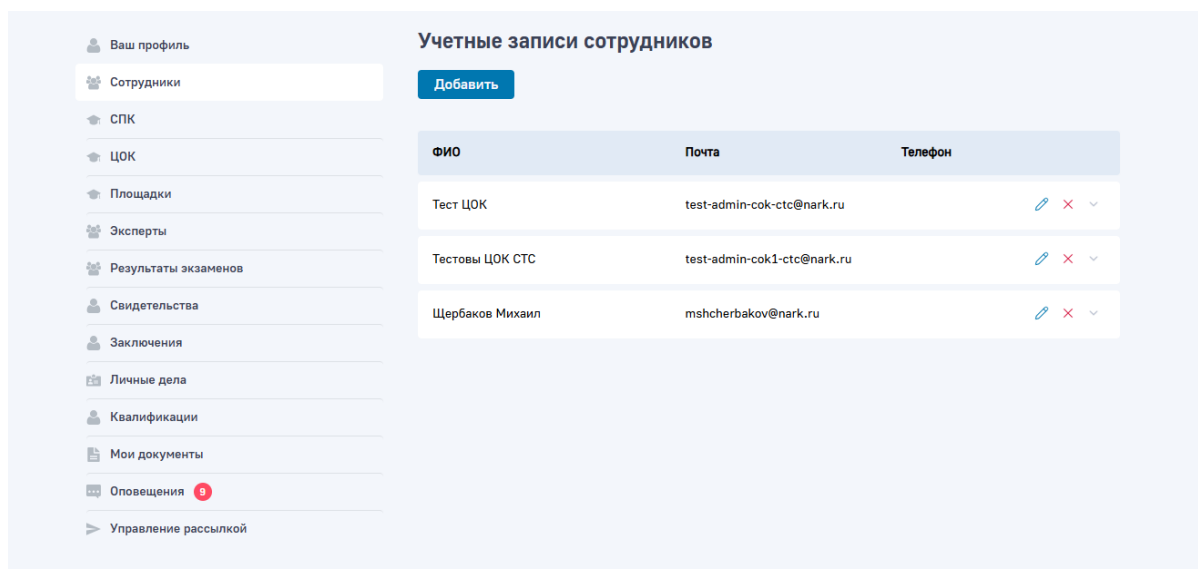 Ваш профиль
Сотрудники
СПК
ЦОК
Площадки
Эксперты
Результаты экзаменов
Свидетельства
Заключения
Личные дела
Квалификации
Мои документы
Оповещения 9
Управление рассылкой
Учетные записи сотрудников
Добавить
ФИО Почта Телефон
Тест ЦОК test-admin-cok-ctc@nark.ru
Тестовы ЦОК СТС test-admin-cok1-ctc@nark.ru
Щербаков Михаил mshcherbakov@nark.ru